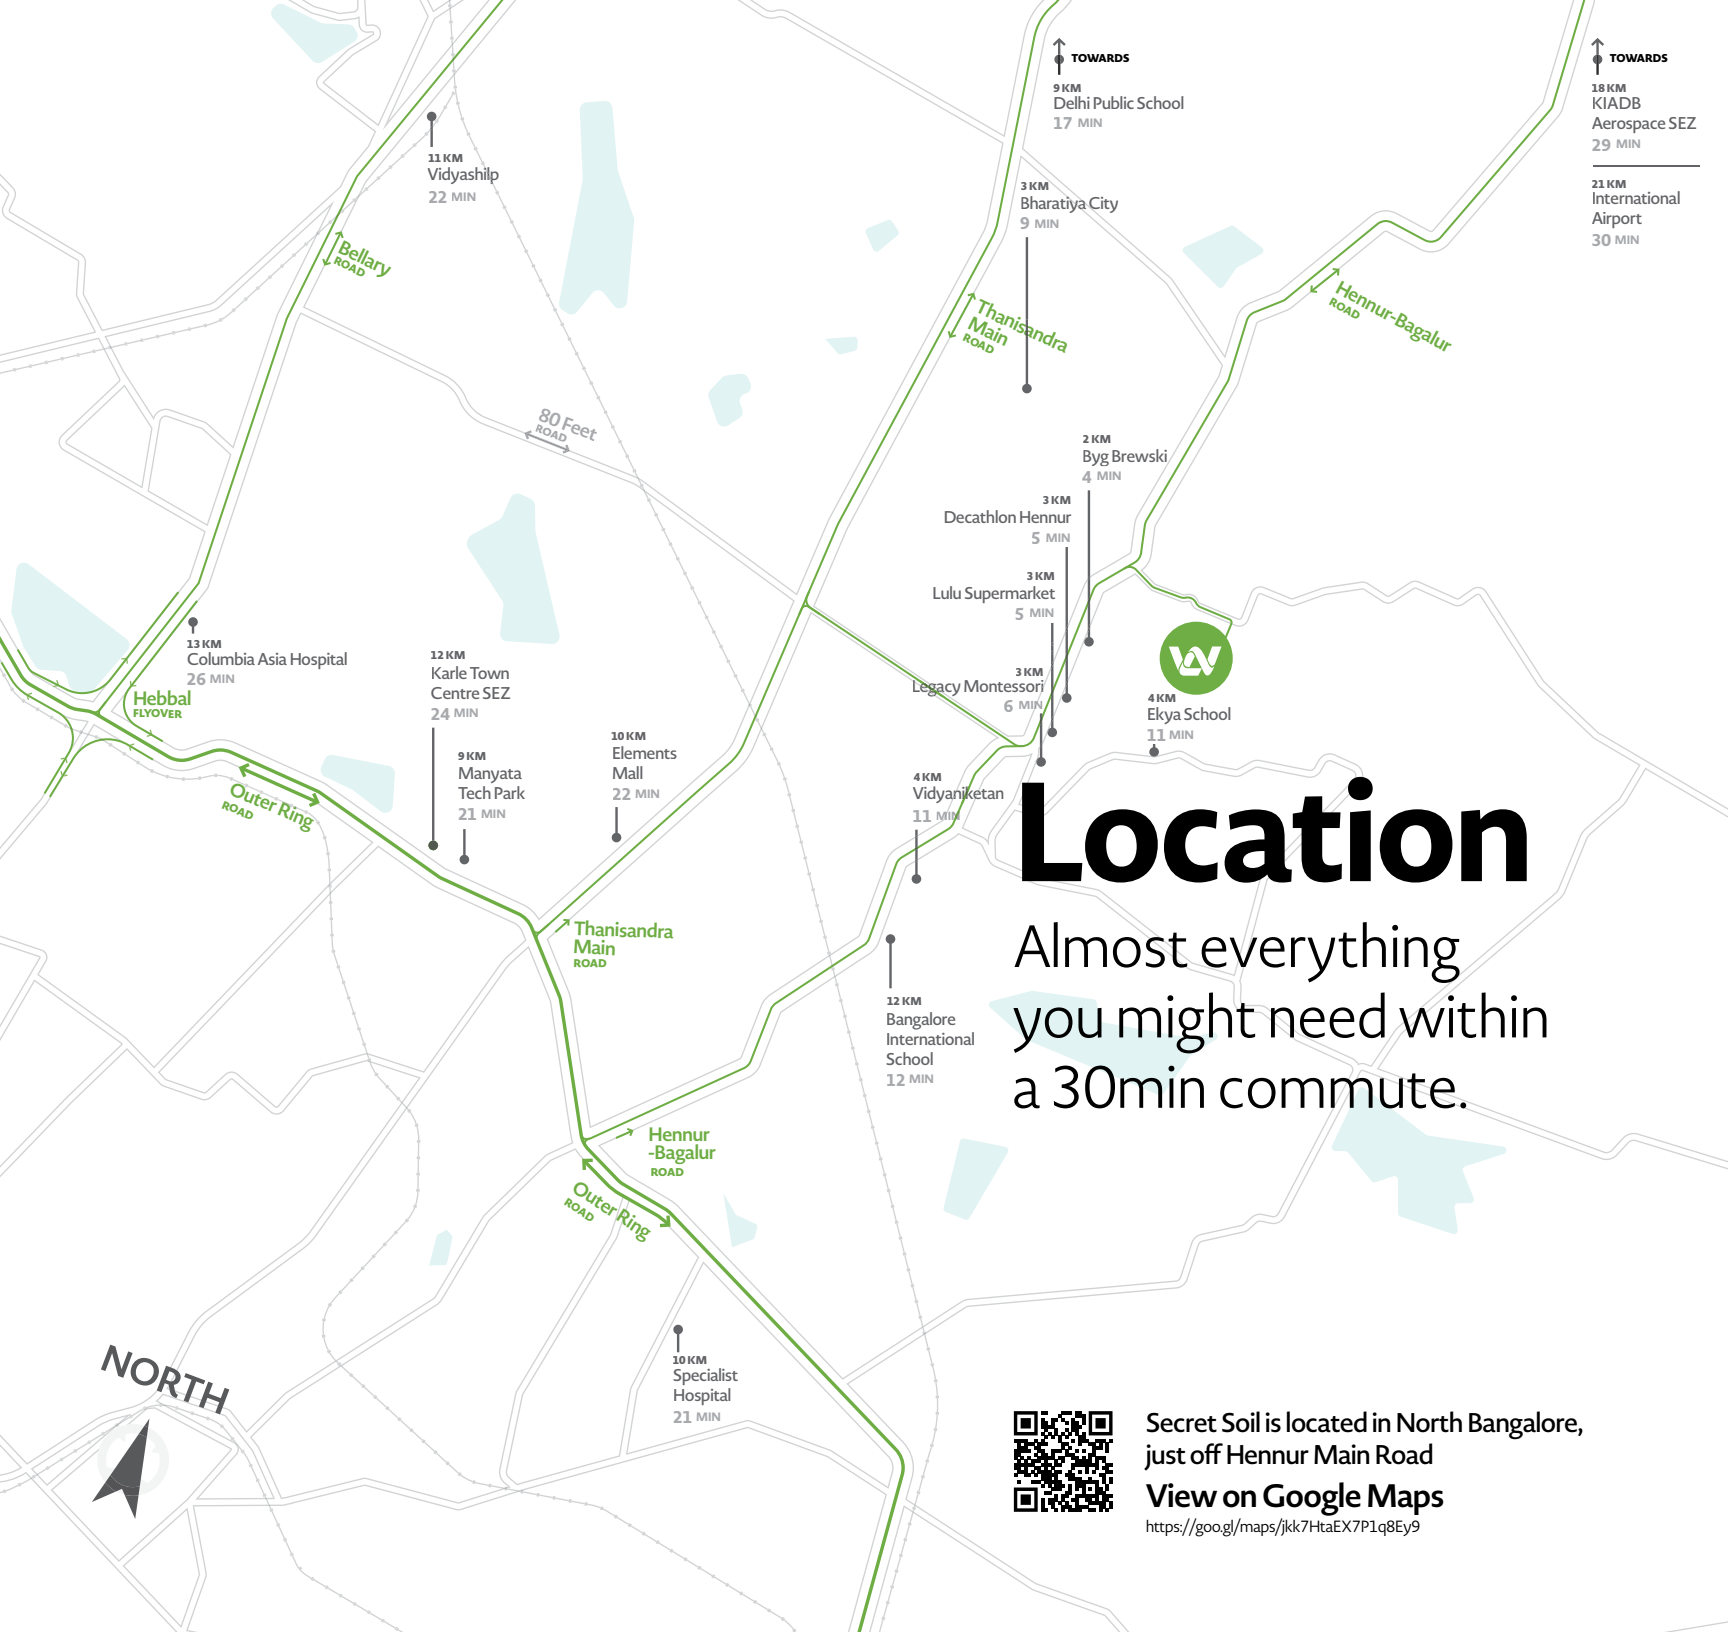 TOWARDS
9 KM
Delhi Public School
17 MIN
TOWARDS
18 KM
KIADB
Aerospace SEZ
29 MIN
21 KM
International
Airport
30 MIN
11 KM
Vidyashilp
22 MIN
3 KM
Bharatiya City
9 MIN
Bellary
ROAD
Thanisandra
Main
ROAD
Hennur-Bagalur
ROAD
80 Feet
ROAD
2 KM
Byg Brewski
4 MIN
3 KM
Decathlon Hennur
5 MIN
3 KM
Lulu Supermarket
5 MIN
3 KM
Legacy Montessori
6 MIN
4 KM
Ekya School
11 MIN
13 KM
Columbia Asia Hospital
26 MIN
Hebbal
FLYOVER
12 KM
Karle Town
Centre SEZ
24 MIN
9 KM
Manyata
Tech Park
21 MIN
10 KM
Elements
Mall
22 MIN
4 KM
Vidyaniketan
11 MIN
Outer Ring
ROAD
Location
Almost everything
you might need within
a 30min commute.
Thanisandra
Main
ROAD
12 KM
Bangalore
International
School
12 MIN
Hennur
-Bagalur
ROAD
Outer Ring
ROAD
10 KM
Specialist
Hospital
21 MIN
NORTH
Secret Soil is located in North Bangalore,
just off Hennur Main Road
View on Google Maps
https://goo.gl/maps/jkk7HtaEX7P1q8Ey9